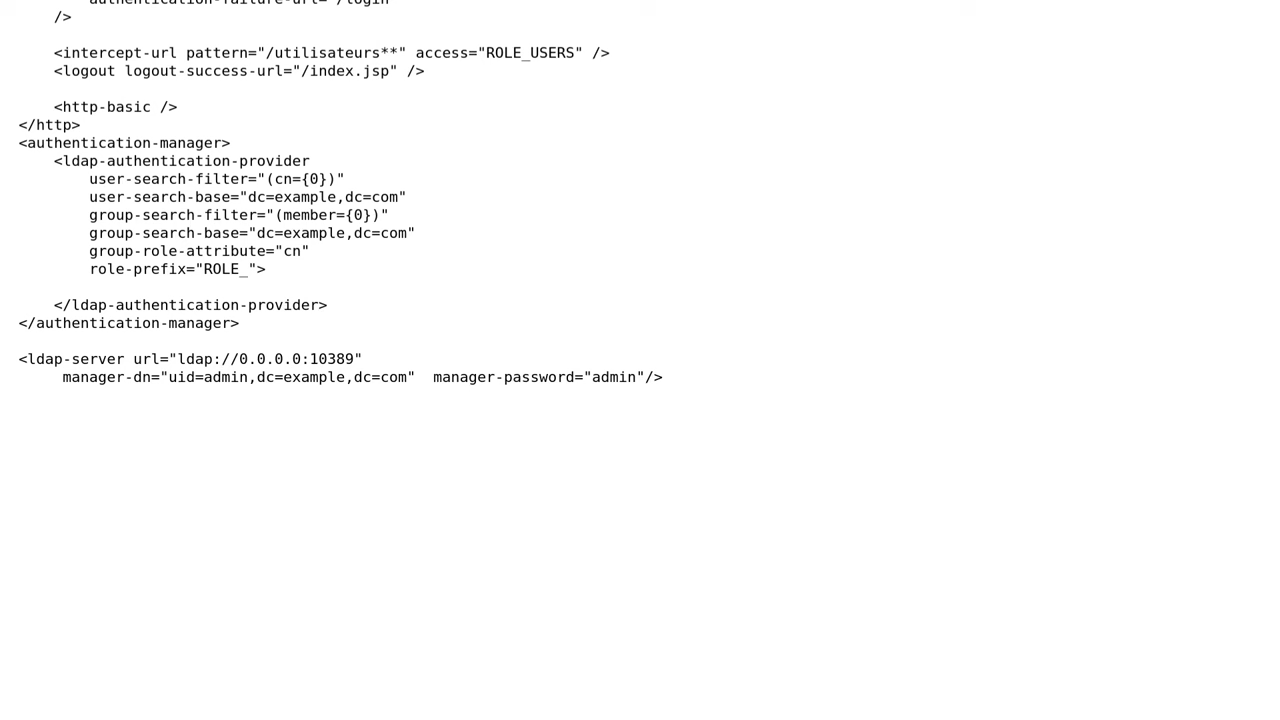 authentication-failure-url="/login"
/>
<intercept-url pattern="/utilisateurs**" access="ROLE_USERS" />
<logout logout-success-url="/index.jsp" />
<http-basic />
</http>
<authentication-manager>
<ldap-authentication-provider
user-search-filter="(cn={0})"
user-search-base="dc=example,dc=com"
group-search-filter="(member={0})"
group-search-base="dc=example,dc=com"
group-role-attribute="cn"
role-prefix="ROLE_">
</ldap-authentication-provider>
</authentication-manager>
<ldap-server url="ldap://0.0.0.0:10389"
manager-dn="uid=admin,dc=example,dc=com"  manager-password="admin"/>